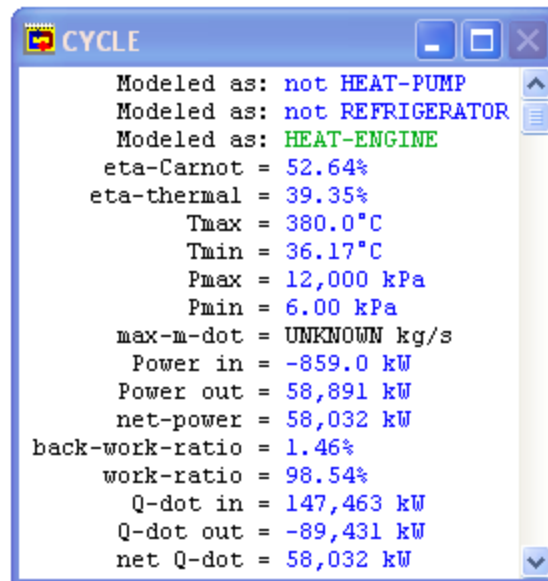 CYCLE
Modeled as: not HEAT-PUMP
Modeled as: not REFRIGERATOR
Modeled as: HEAT-ENGINE
eta-Carnot = 52.64%
eta-thermal = 39.35%
Tmax = 380.0°C
Tmin = 36.17°C
Pmax = 12,000 kPa
Pmin = 6.00 kPa
max-m-dot = UNKNOWN kg/s
Power in = -859.0 kW
Power out = 58,891 kW
net-power = 58,032 kW
back-work-ratio = 1.46%
work-ratio = 98.54%
Q-dot in = 147,463 kW
Q-dot out = -89,431 kW
net Q-dot = 58,032 kW